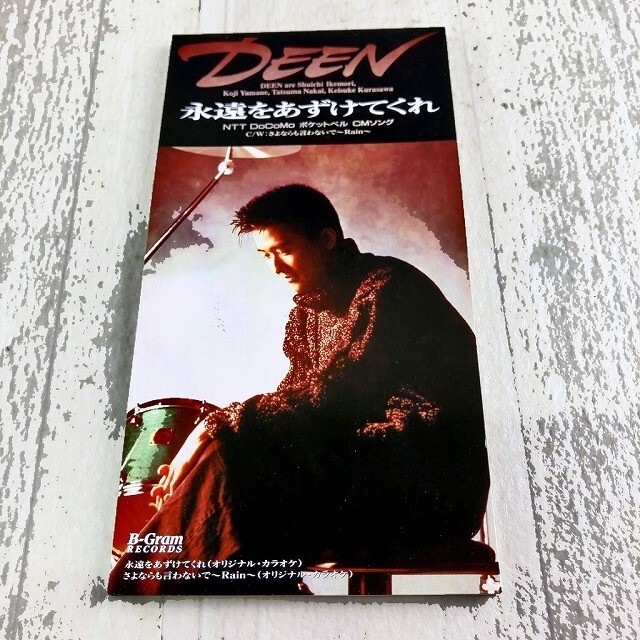 DEEN
DEEN are Shuichi Ikemori,
Koji Yamane, Tatsuma Nakai, Keisuke Kurasawa
永遠をあずけてくれ
NTT DoCoMo ポケットベル CMソング
C/W:さよならも言わないで〜Rain〜
B-Gram
RECORDS
永遠をあずけてくれ(オリジナル・カラオケ)
さよならも言わないで〜Rain〜(オリジナル・カラオケ)